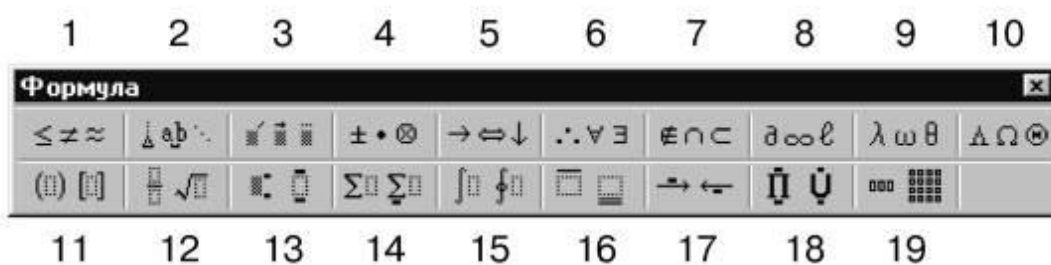 1 2 3 4 5 6 7 8 9 10
Формула
≤ ≠ ≈ ab ⋱ ± • ⊗ → ⇔ ↓ ∴ ∀ ∃ ∉ ∩ ⊂ ∂ ∞ ℓ λ ω θ Λ Ω Θ
(▯) [▯] √▯ Σ▯ Σ▯ ∫▯ ∮▯ → ← Π Ụ
11 12 13 14 15 16 17 18 19